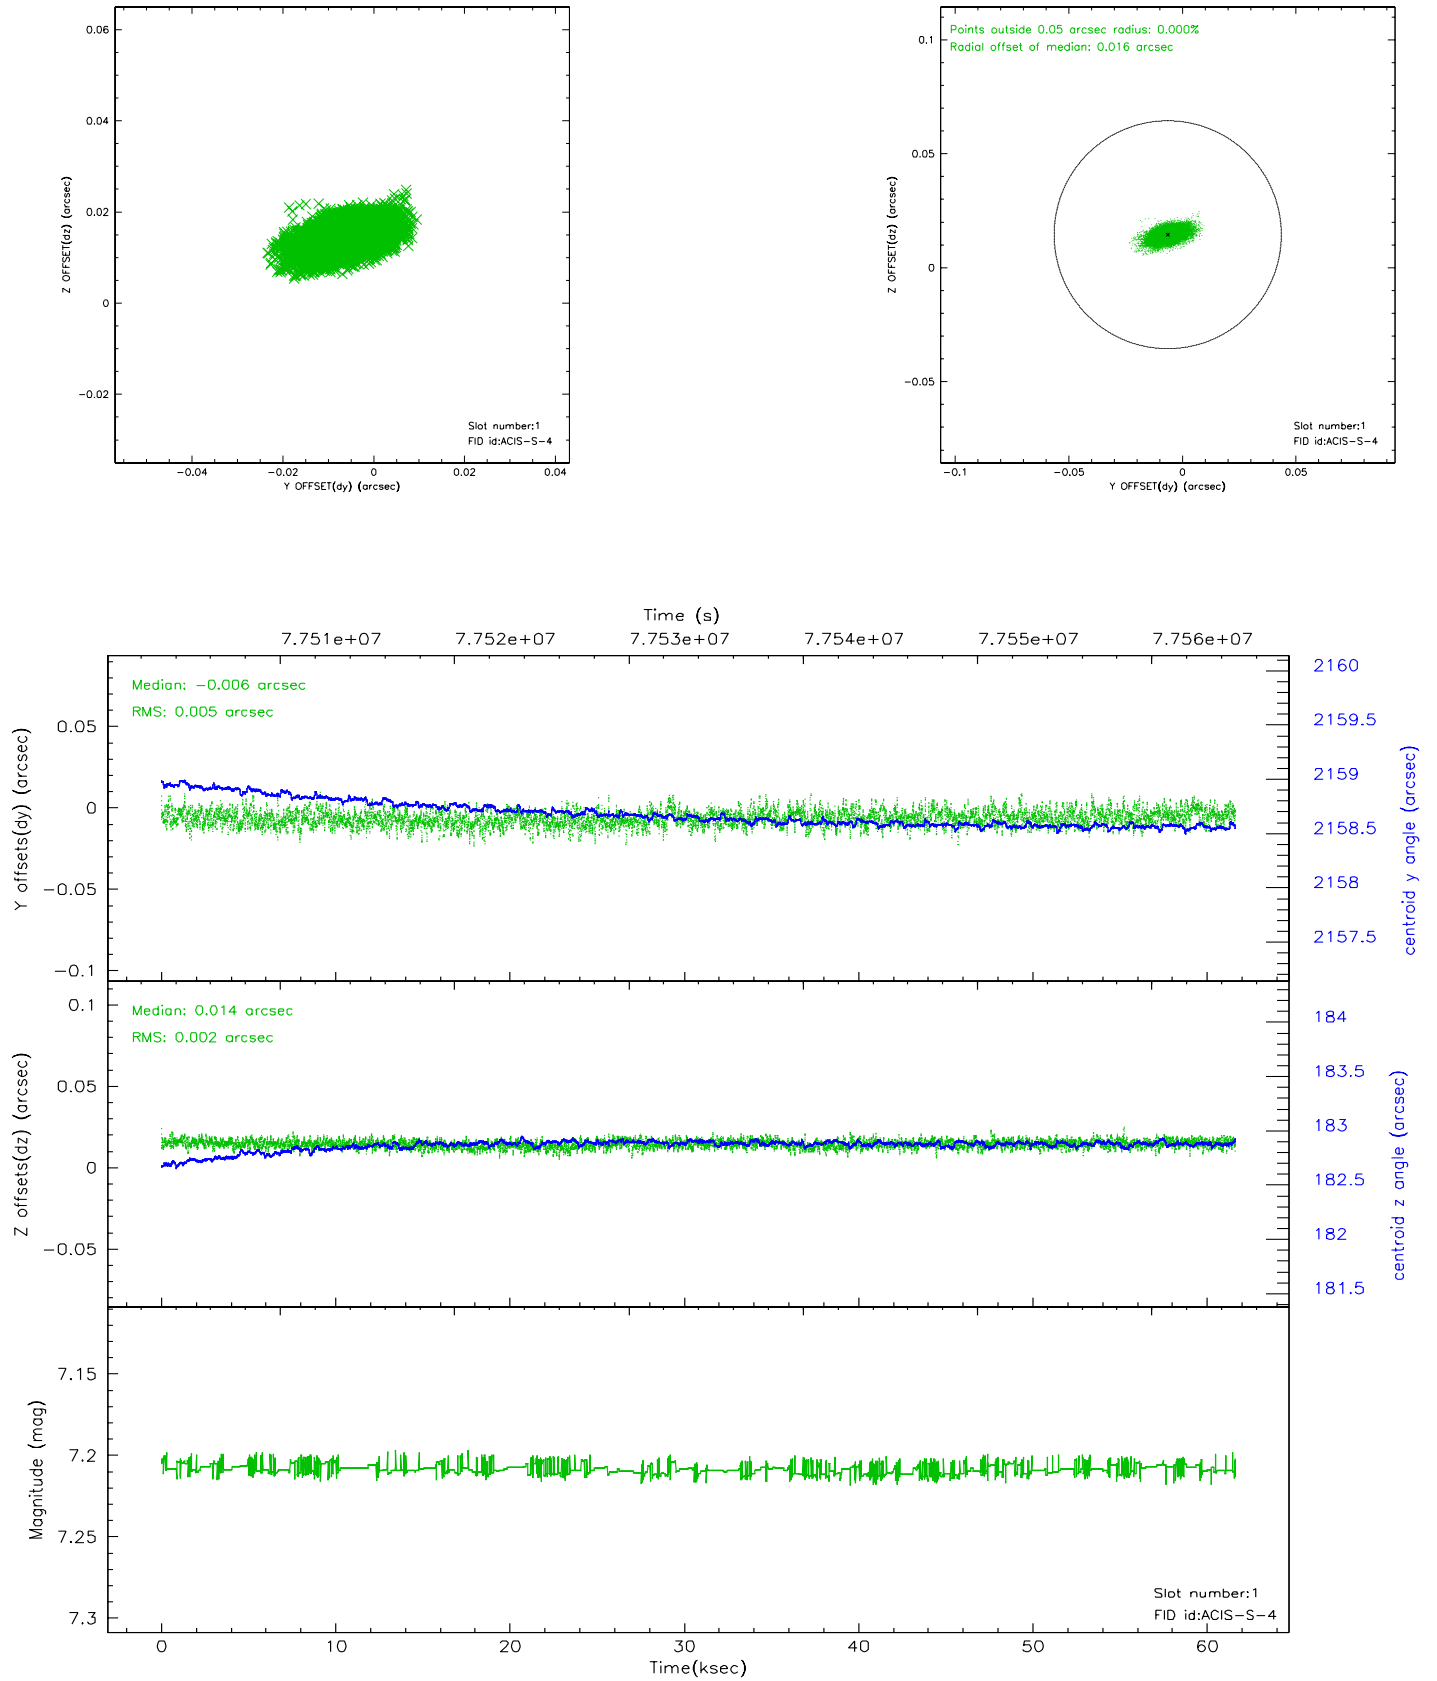 0.06
0.04
0.02
0
−0.02
Z OFFSET(dz) (arcsec)
Slot number:1
FID id:ACIS−S−4
−0.04 −0.02 0 0.02 0.04
Y OFFSET(dy) (arcsec)
Points outside 0.05 arcsec radius: 0.000%
Radial offset of median: 0.016 arcsec
0.1
0.05
0
−0.05
Z OFFSET(dz) (arcsec)
Slot number:1
FID id:ACIS−S−4
−0.1 −0.05 0 0.05
Y OFFSET(dy) (arcsec)
Time (s)
7.751e+07 7.752e+07 7.753e+07 7.754e+07 7.755e+07 7.756e+07
Median: −0.006 arcsec
RMS: 0.005 arcsec
0.05
0
−0.05
−0.1
Y offsets(dy) (arcsec)
2160
2159.5
2159
2158.5
2158
2157.5
centroid y angle (arcsec)
Median: 0.014 arcsec
RMS: 0.002 arcsec
0.1
0.05
0
−0.05
Z offsets(dz) (arcsec)
184
183.5
183
182.5
182
181.5
centroid z angle (arcsec)
7.15
7.2
7.25
7.3
Magnitude (mag)
Slot number:1
FID id:ACIS−S−4
0 10 20 30 40 50 60
Time(ksec)